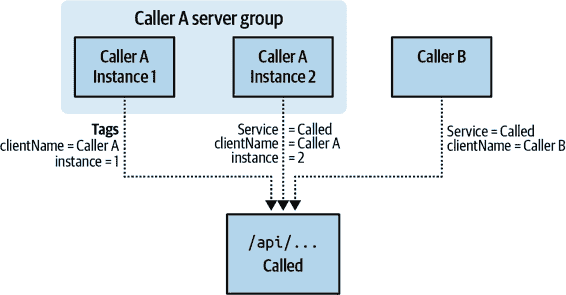 Caller A server group
Caller A
Instance 1
Caller A
Instance 2
Caller B
Tags
clientName = Caller A
instance = 1
Service = Called
clientName = Caller A
instance = 2
Service = Called
clientName = Caller B
/api/...
Called